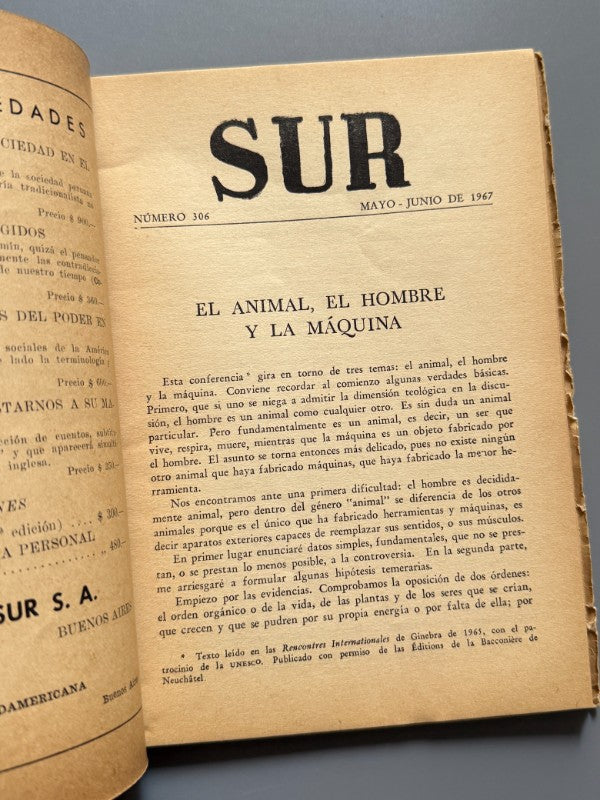 EDADES
CIEDAD EN EL
e la sociedad peruana
ría tradicionalista no
Precio $ 900.—
GIDOS
mín, quizá el pensador
mente las
de nuestro tiempo
Precio $ 360.—
S DEL PODER EN
sociales de la América
e lado la terminología
Precio $ 600.—
TARNOS A SU MA-
ción de cuentos,
" y que aparecerá
inglesa.
Precio $ 350.—
NES
edición) .... $ 300.—
A PERSONAL
„ 480.—
SUR S. A.
BUENOS AIRES
DAMERICANA
Buenos Aires
SUR
NÚMERO 306
MAYO - JUNIO DE 1967
EL ANIMAL, EL HOMBRE
Y LA MÁQUINA
Esta conferencia * gira en torno de tres temas: el animal, el hombre
y la máquina. Conviene recordar al comienzo algunas verdades básicas.
Primero, que si uno se niega a admitir la dimensión teológica en la discu-
sión, el hombre es un animal como cualquier otro. Es sin duda un animal
particular. Pero fundamentalmente es un animal, es decir, un ser que
vive, respira, muere, mientras que la máquina es un objeto fabricado por
el hombre. El asunto se torna entonces más delicado, pues no existe ningún
otro animal que haya fabricado máquinas, que haya fabricado la menor he-
rramienta.
Nos encontramos ante una primera dificultad: el hombre es decidida-
mente animal, pero dentro del género "animal" se diferencia de los otros
animales porque es el único que ha fabricado herramientas y máquinas, es
decir aparatos exteriores capaces de reemplazar sus sentidos, o sus músculos.
En primer lugar enunciaré datos simples, fundamentales, que no se pres-
tan, o se prestan lo menos posible, a la controversia. En la segunda parte,
me arriesgaré a formular algunas hipótesis temerarias.
Empiezo por las evidencias. Comprobamos la oposición de dos órdenes:
el orden orgánico o de la vida, de las plantas y de los seres que se crían,
que crecen y que se pudren por su propia energía o por falta de ella; por
* Texto leído en las Rencontres Internationales de Ginebra de 1965, con el pa-
trocinio de la UNESCO. Publicado con permiso de las Éditions de la Bacconière de
Neuchâtel.